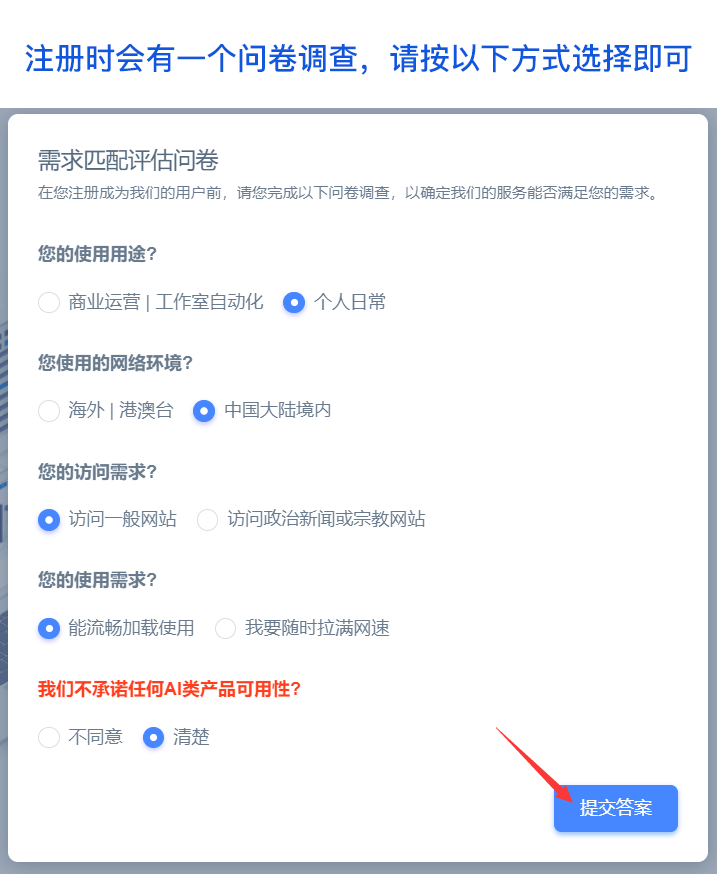 注册时会有一个问卷调查，请按以下方式选择即可
需求匹配评估问卷
在您注册成为我们的用户前，请您完成以下问卷调查，以确定我们的服务能否满足您的需求。
您的使用用途?
商业运营 | 工作室自动化 个人日常
您使用的网络环境?
海外 | 港澳台 中国大陆境内
您的访问需求?
访问一般网站 访问政治新闻或宗教网站
您的使用需求?
能流畅加载使用 我要随时拉满网速
我们不承诺任何AI类产品可用性?
不同意 清楚
提交答案